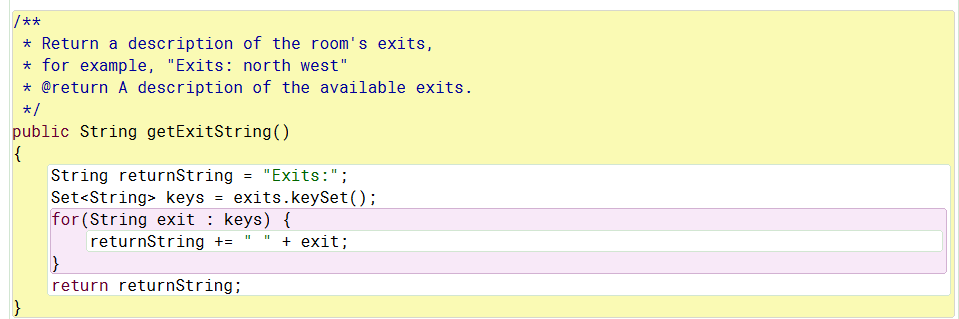 /**
 * Return a description of the room's exits,
 * for example, "Exits: north west"
 * @return A description of the available exits.
 */
public String getExitString()
{
    String returnString = "Exits:";
    Set<String> keys = exits.keySet();
    for(String exit : keys) {
        returnString += " " + exit;
    }
    return returnString;
}